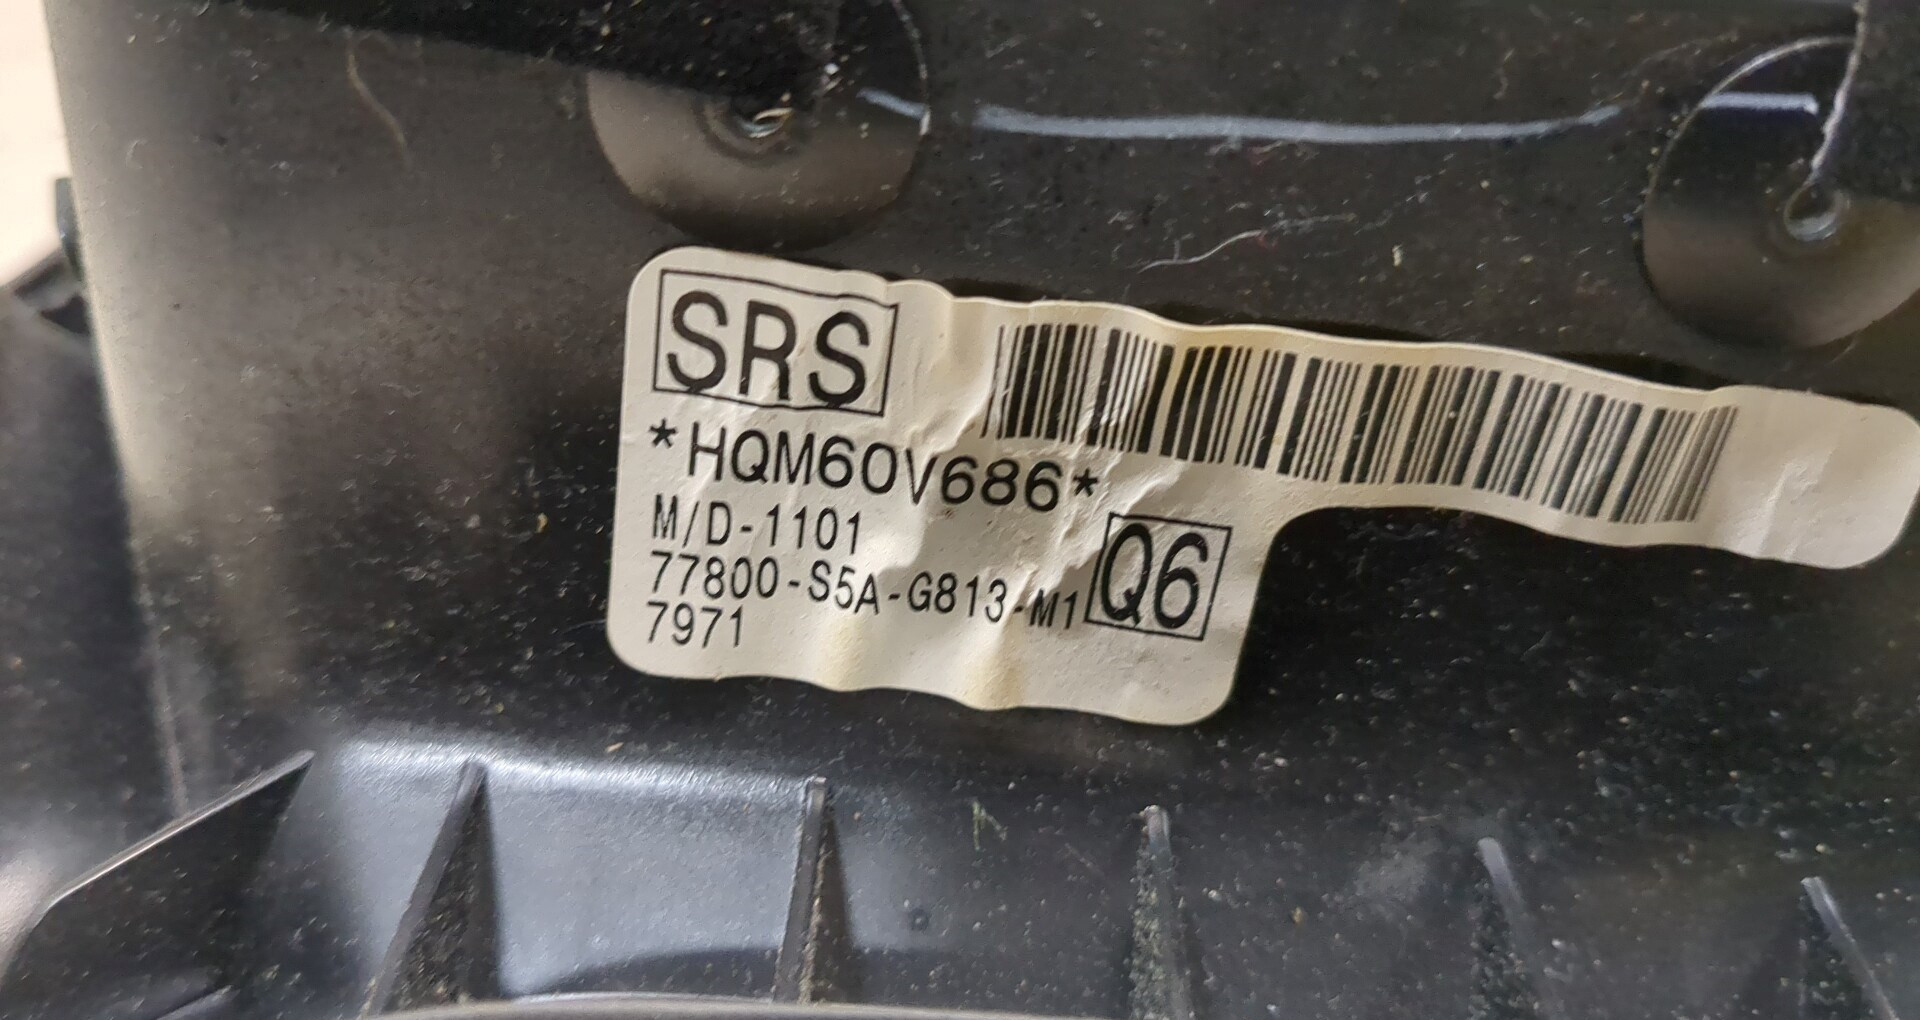 SRS
*HQM60V686*
M/D-1101
77800-S5A-G813-M1 Q6
7971